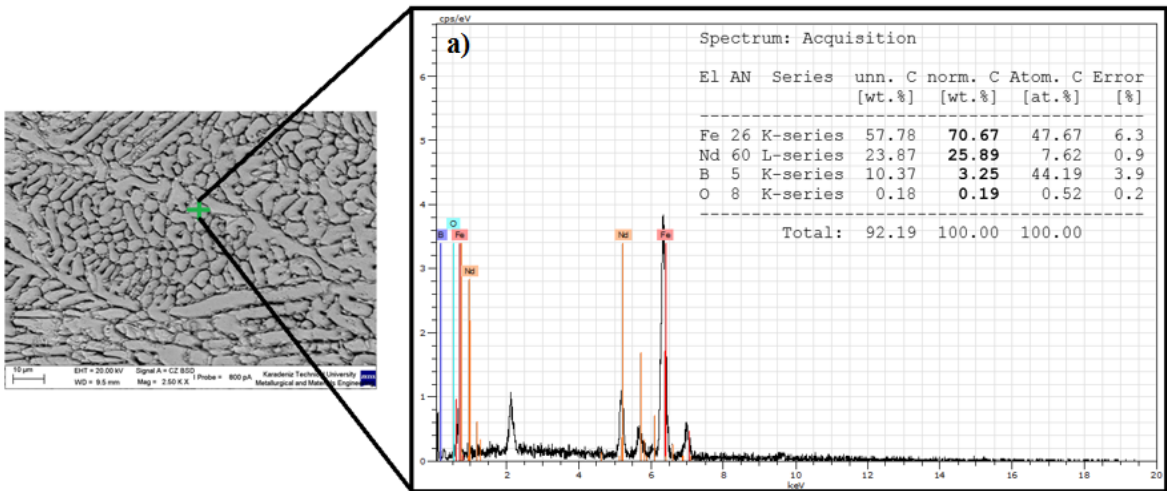 cps/eV
a)
Spectrum: Acquisition
El AN Series unn. C norm. C Atom. C Error
[wt.%] [wt.%] [at.%] [%]
Fe 26 K-series 57.78 70.67 47.67 6.3
Nd 60 L-series 23.87 25.89 7.62 0.9
B 5 K-series 10.37 3.25 44.19 3.9
O 8 K-series 0.18 0.19 0.52 0.2
Total: 92.19 100.00 100.00
6
5
4
3
2
1
0
O
B Fe Nd Fe
Nd
2 4 6 8 10 12 14 16 18 20
keV
10 µm
EHT = 20.00 kV Signal A = CZ BSD I Probe = 800 pA Karadeniz Technical University
WD = 9.5 mm Mag = 2.50 K X Metallurgical and Materials Enginee